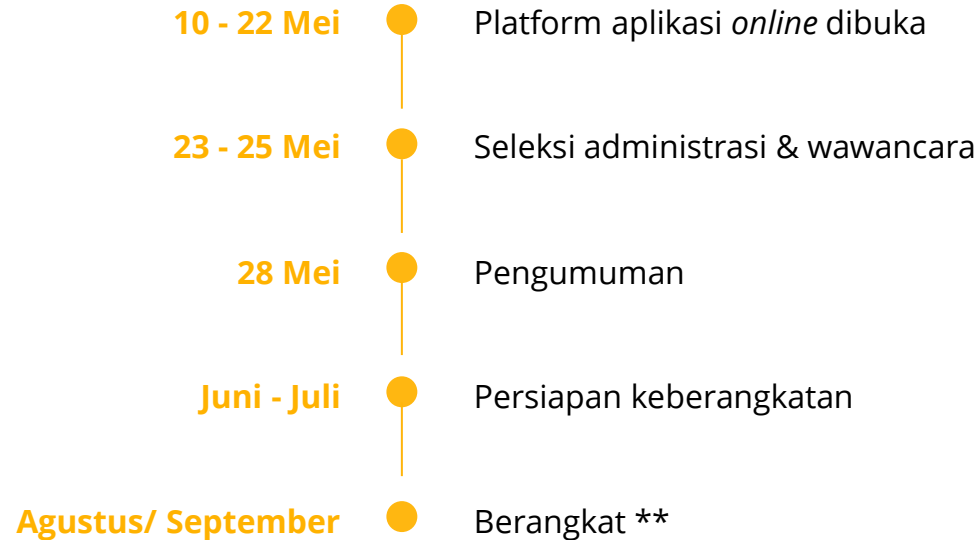 10 - 22 Mei Platform aplikasi online dibuka
23 - 25 Mei Seleksi administrasi & wawancara
28 Mei Pengumuman
Juni - Juli Persiapan keberangkatan
Agustus/ September Berangkat **